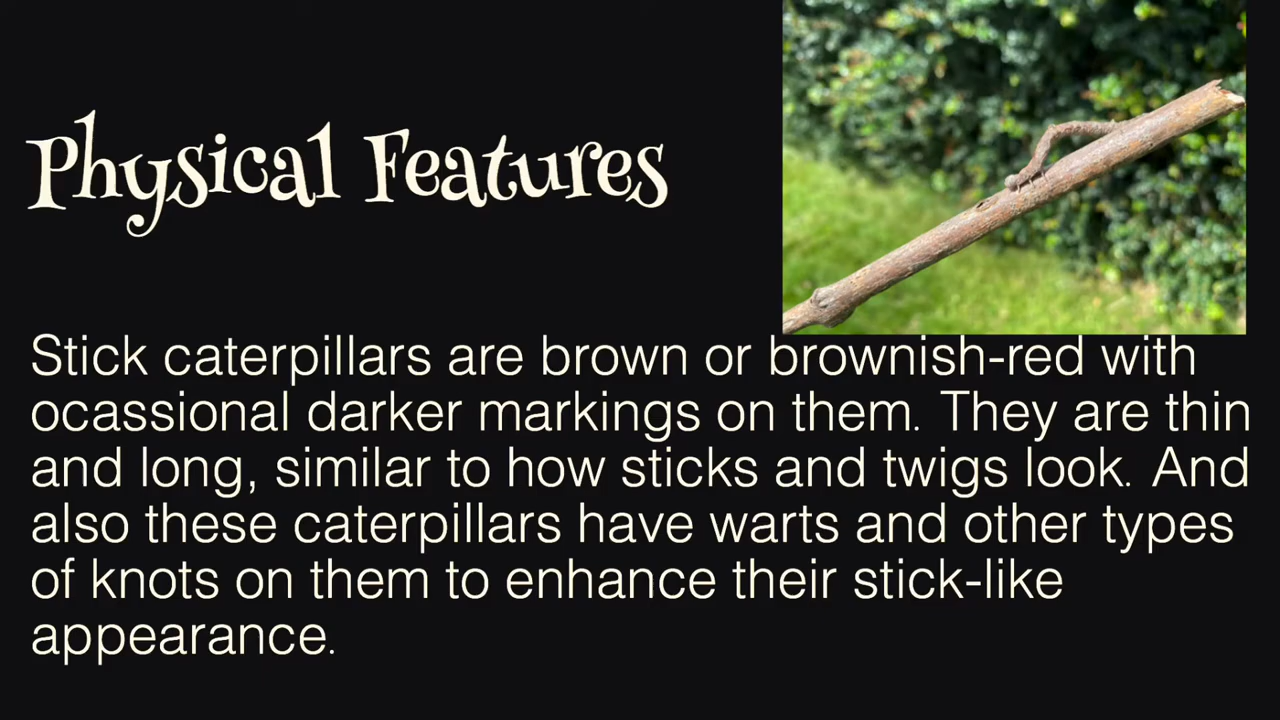 Physical Features
Stick caterpillars are brown or brownish-red with
ocassional darker markings on them. They are thin
and long, similar to how sticks and twigs look. And
also these caterpillars have warts and other types
of knots on them to enhance their stick-like
appearance.